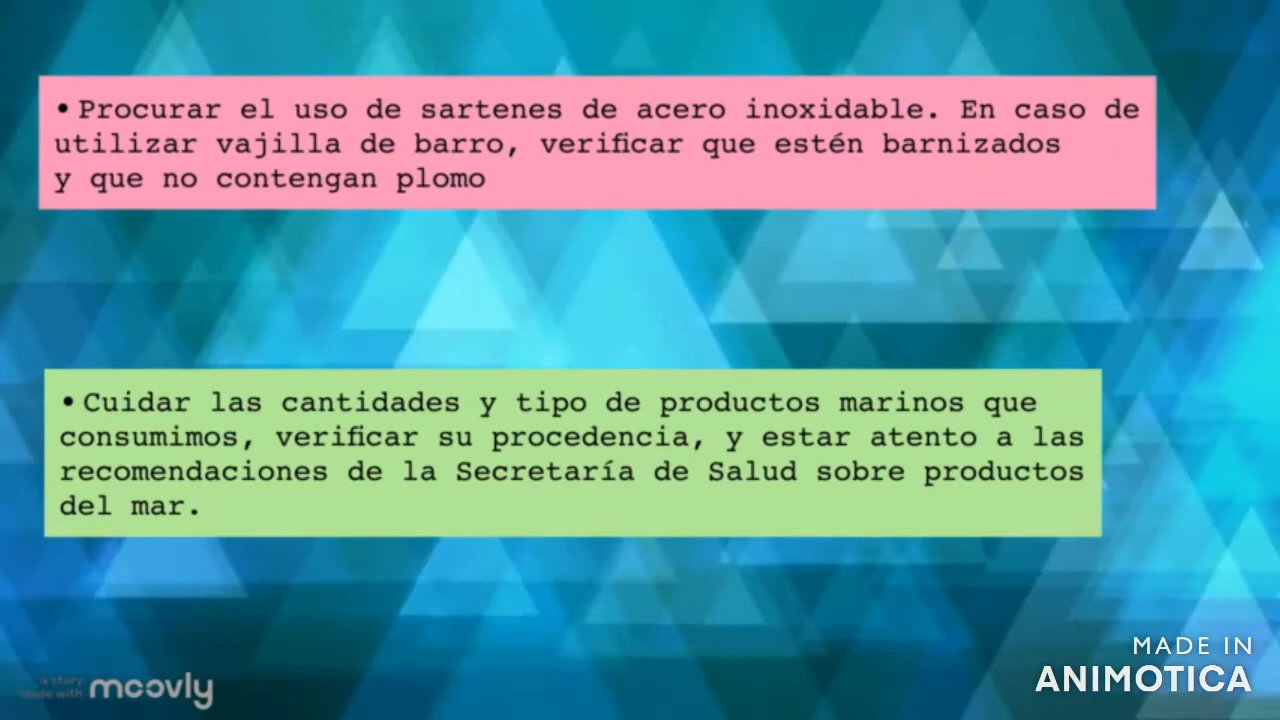 • Procurar el uso de sartenes de acero inoxidable. En caso de
utilizar vajilla de barro, verificar que estén barnizados
y que no contengan plomo
• Cuidar las cantidades y tipo de productos marinos que
consumimos, verificar su procedencia, y estar atento a las
recomendaciones de la Secretaría de Salud sobre productos
del mar.
a story
made with moovly
MADE IN
ANIMOTICA